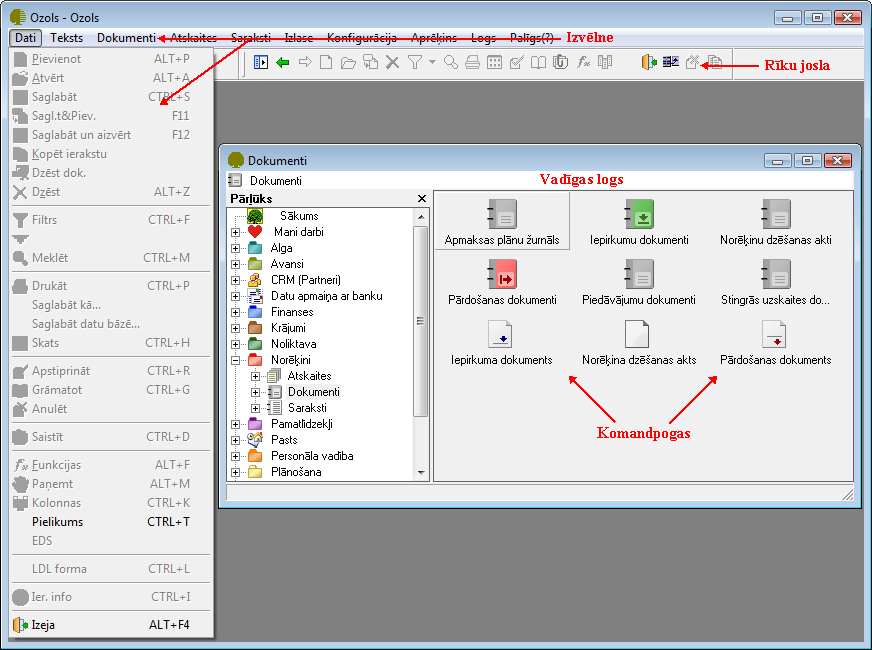 Ozols - Ozols
Dati Teksts Dokumenti Atskaites Saraksti Izlase Konfigurācija Aprēķins Logs Palīgs(?) Izvēlne
Rīku josla
Pievienot ALT+P
Atvērt ALT+A
Saglabāt CTRL+S
Sagl.t&Piev. F11
Saglabāt un aizvērt F12
Kopēt ierakstu
Dzēst dok.
Dzēst ALT+Z
Filtrs CTRL+F
Meklēt CTRL+M
Drukāt CTRL+P
Saglabāt kā...
Saglabāt datu bāzē...
Skats CTRL+H
Apstiprināt CTRL+R
Grāmatot CTRL+G
Anulēt
Saistīt CTRL+D
Funkcijas ALT+F
Paņemt ALT+M
Kolonnas CTRL+K
Pielikums CTRL+T
EDS
LDL forma CTRL+L
Ier. info CTRL+I
Izeja ALT+F4
Dokumenti
Dokumenti
Vadīgas logs
Pārlūks
Sākums
Mani darbi
Alga
Avansi
CRM (Partneri)
Datu apmaiņa ar banku
Finanses
Krājumi
Noliktava
Norēķini
Atskaites
Dokumenti
Saraksti
Pamatlīdzekļi
Pasts
Personāla vadība
Plānošana
Apmaksas plānu žurnāls Iepirkumu dokumenti Norēķinu dzēšanas akti
Pārdošanas dokumenti Piedāvājumu dokumenti Stingrās uzskaites do...
Iepirkuma dokuments Norēķina dzēšanas akts Pārdošanas dokuments
Komandpogas